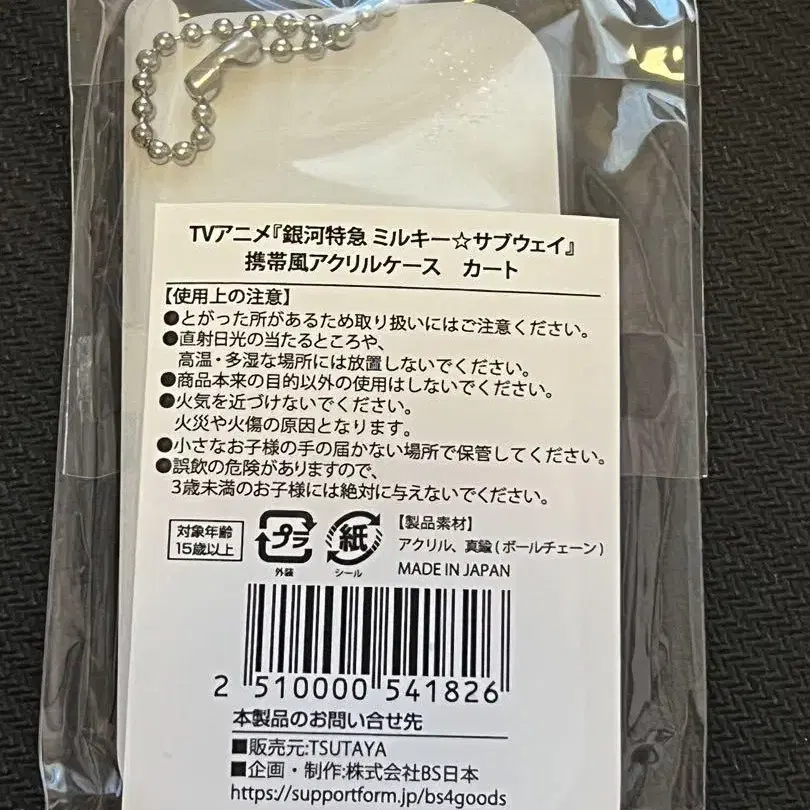 TVアニメ『銀河特急 ミルキー☆サブウェイ』
携帯風アクリルケース　カート
【使用上の注意】
●とがった所があるため取り扱いにはご注意ください。
●直射日光の当たるところや、
高温・多湿な場所には放置しないでください。
●商品本来の目的以外の使用はしないでください。
●火気を近づけないでください。
火災や火傷の原因となります。
●小さなお子様の手の届かない場所で保管してください。
●誤飲の危険がありますので、
3歳未満のお子様には絶対に与えないでください。
対象年齢
15歳以上
プラ
外装
紙
シール
【製品素材】
アクリル、真鍮(ボールチェーン)
MADE IN JAPAN
2 510000 541826
本製品のお問い合せ先
■販売元:TSUTAYA
■企画・制作:株式会社BS日本
https://supportform.jp/bs4goods